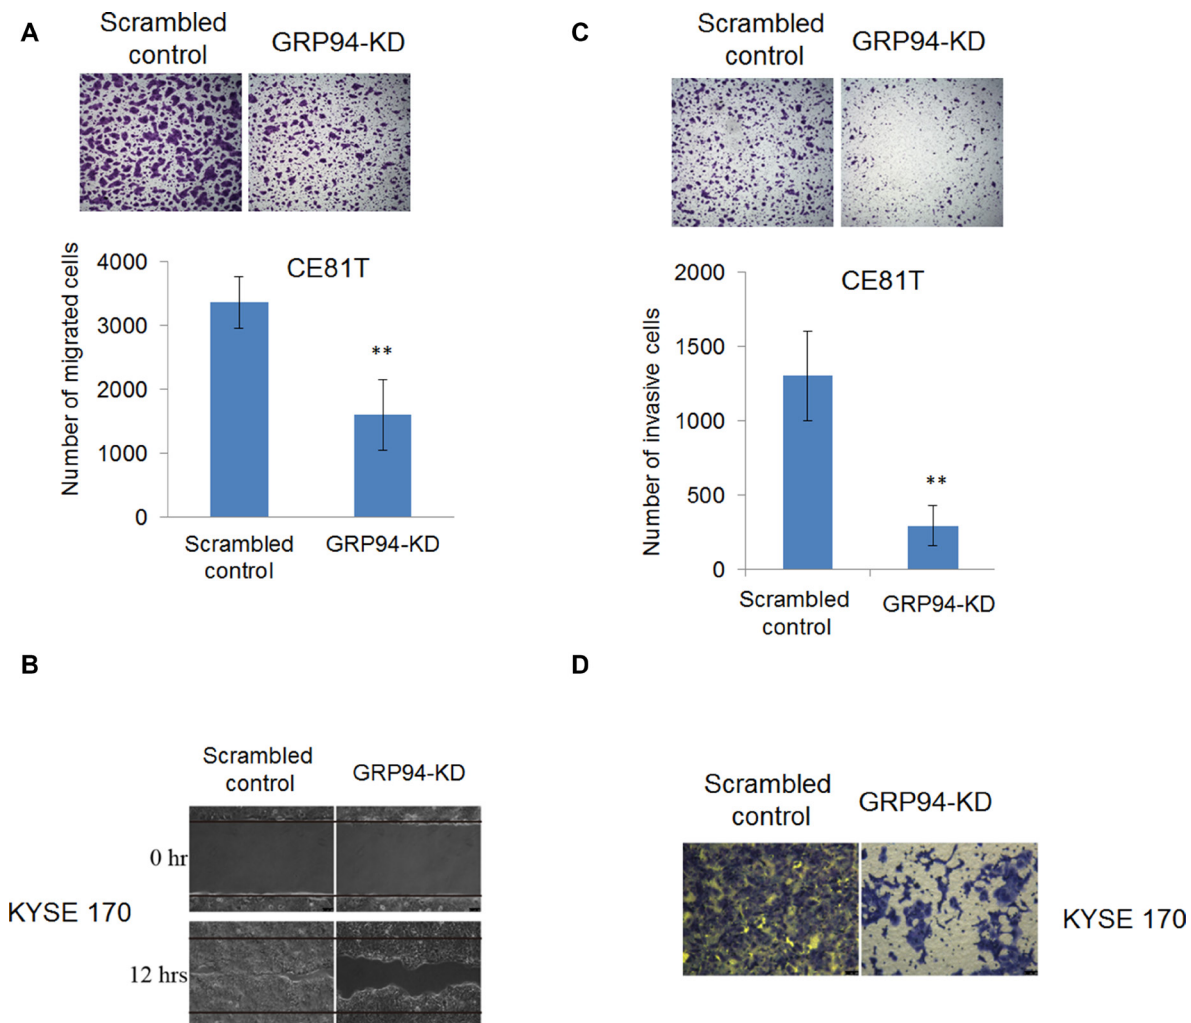 A
Scrambled
control
GRP94-KD
Number of migrated cells
4000
3000
2000
1000
0
CE81T
**
Scrambled
control
GRP94-KD
C
Scrambled
control
GRP94-KD
Number of invasive cells
2000
1500
1000
500
0
CE81T
**
Scrambled
control
GRP94-KD
B
Scrambled
control
GRP94-KD
0 hr
KYSE 170
12 hrs
D
Scrambled
control
GRP94-KD
KYSE 170